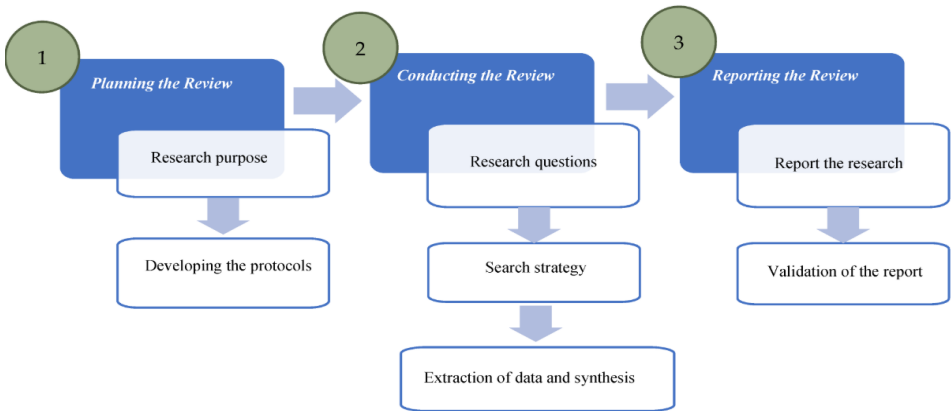 1
Planning the Review
Research purpose
Developing the protocols
2
Conducting the Review
Research questions
Search strategy
Extraction of data and synthesis
3
Reporting the Review
Report the research
Validation of the report